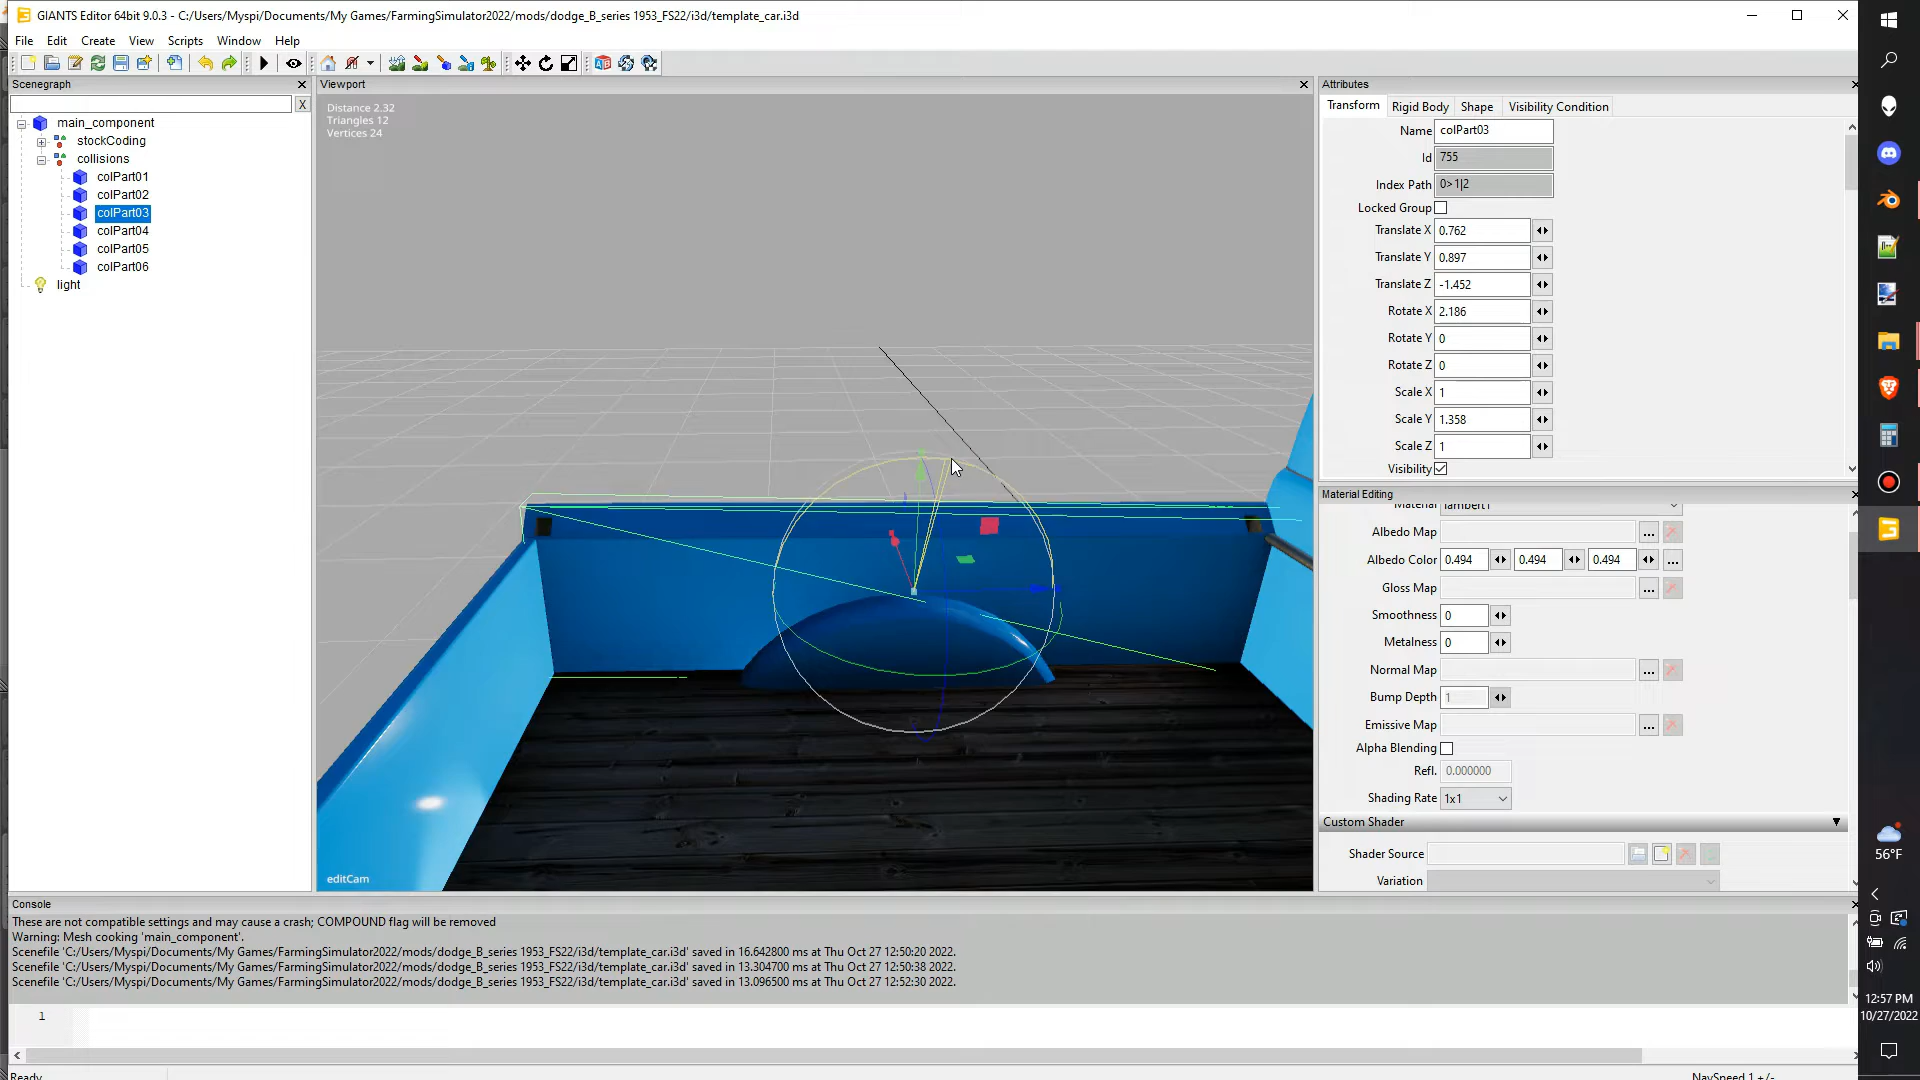 GIANTS Editor 64bit 9.0.3 - C:/Users/Myspi/Documents/My Games/FarmingSimulator2022/mods/dodge_B_series 1953_FS22/i3d/template_car.i3d
File Edit Create View Scripts Window Help
Scenegraph
X
main_component
stockCoding
collisions
colPart01
colPart02
colPart03
colPart04
colPart05
colPart06
light
Viewport
Distance 2.32
Triangles 12
Vertices 24
editCam
Attributes
Transform Rigid Body Shape Visibility Condition
Name colPart03
Id 755
Index Path 0>1|2
Locked Group
Translate X 0.762
Translate Y 0.897
Translate Z -1.452
Rotate X 2.186
Rotate Y 0
Rotate Z 0
Scale X 1
Scale Y 1.358
Scale Z 1
Visibility
Material Editing
Material lambert1
Albedo Map ...
Albedo Color 0.494 0.494 0.494 ...
Gloss Map ...
Smoothness 0
Metalness 0
Normal Map ...
Bump Depth 1
Emissive Map ...
Alpha Blending
Refl. 0.000000
Shading Rate 1x1
Custom Shader
Shader Source
Variation
Console
These are not compatible settings and may cause a crash; COMPOUND flag will be removed
Warning: Mesh cooking 'main_component'.
Scenefile 'C:/Users/Myspi/Documents/My Games/FarmingSimulator2022/mods/dodge_B_series 1953_FS22/i3d/template_car.i3d' saved in 16.642800 ms at Thu Oct 27 12:50:20 2022.
Scenefile 'C:/Users/Myspi/Documents/My Games/FarmingSimulator2022/mods/dodge_B_series 1953_FS22/i3d/template_car.i3d' saved in 13.304700 ms at Thu Oct 27 12:50:38 2022.
Scenefile 'C:/Users/Myspi/Documents/My Games/FarmingSimulator2022/mods/dodge_B_series 1953_FS22/i3d/template_car.i3d' saved in 13.096500 ms at Thu Oct 27 12:52:30 2022.
1
Ready
NavSpeed 1 +/-
56°F
12:57 PM
10/27/2022